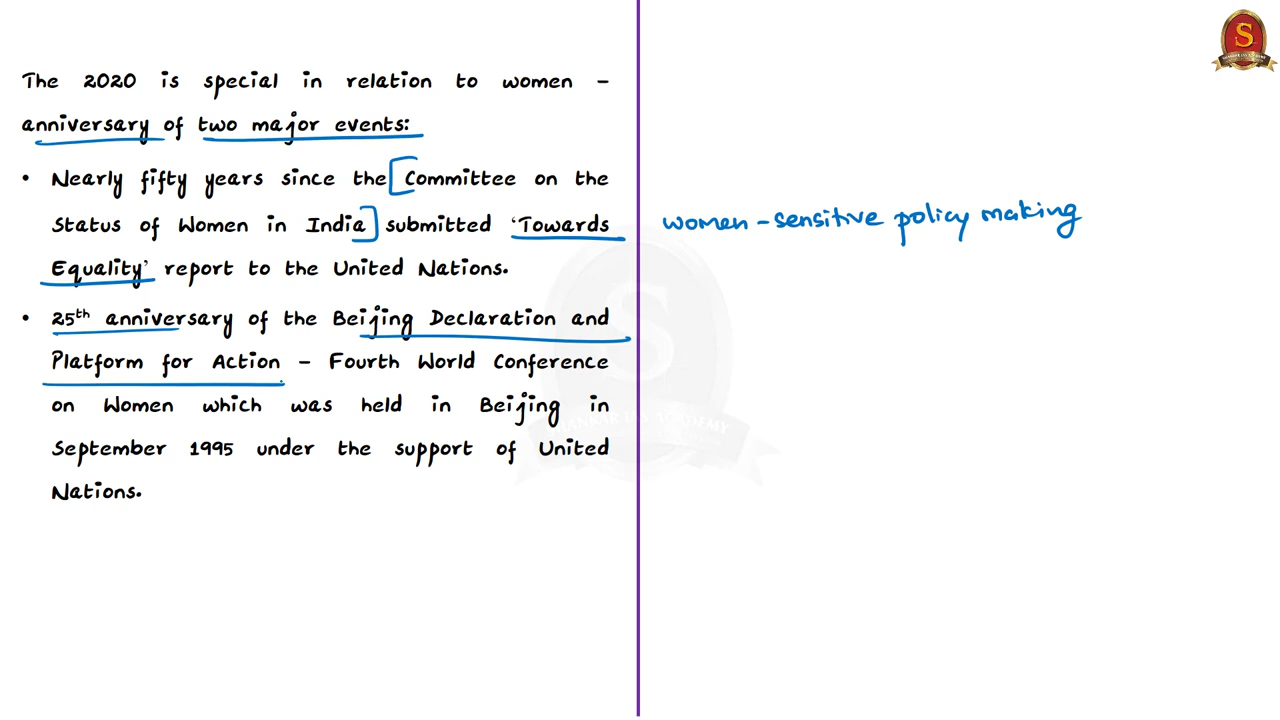 The 2020 is special in relation to women -
anniversary of two major events:
• Nearly fifty years since the [Committee on the
Status of Women in India] submitted 'Towards
Equality' report to the United Nations.
• 25th anniversary of the Beijing Declaration and
Platform for Action - Fourth World Conference
on Women which was held in Beijing in
September 1995 under the support of United
Nations.
women-sensitive policy making
S
S